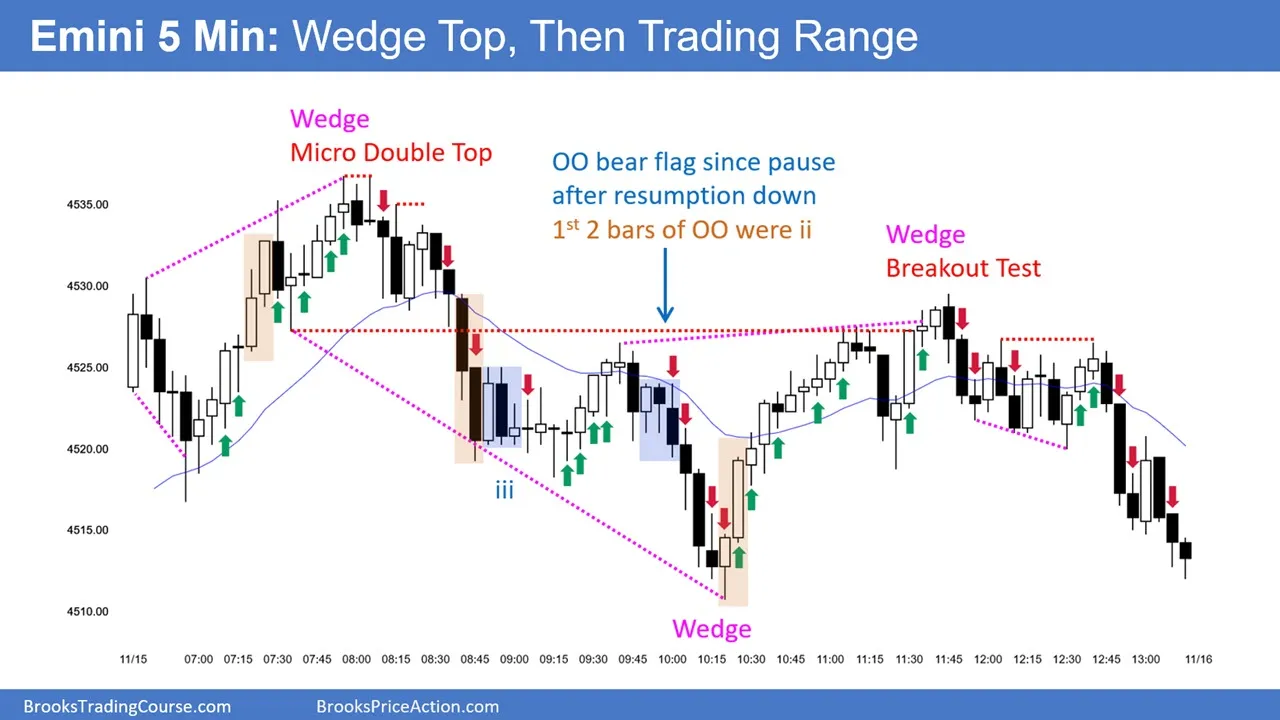 Emini 5 Min: Wedge Top, Then Trading Range
Wedge
Micro Double Top
OO bear flag since pause
after resumption down
1st 2 bars of OO were ii
Wedge
Breakout Test
4535.00
4530.00
4525.00
4520.00
4515.00
4510.00
iii
Wedge
11/15 07:00 07:15 07:30 07:45 08:00 08:15 08:30 08:45 09:00 09:15 09:30 09:45 10:00 10:15 10:30 10:45 11:00 11:15 11:30 11:45 12:00 12:15 12:30 12:45 13:00 11/16
BrooksTradingCourse.com
BrooksPriceAction.com